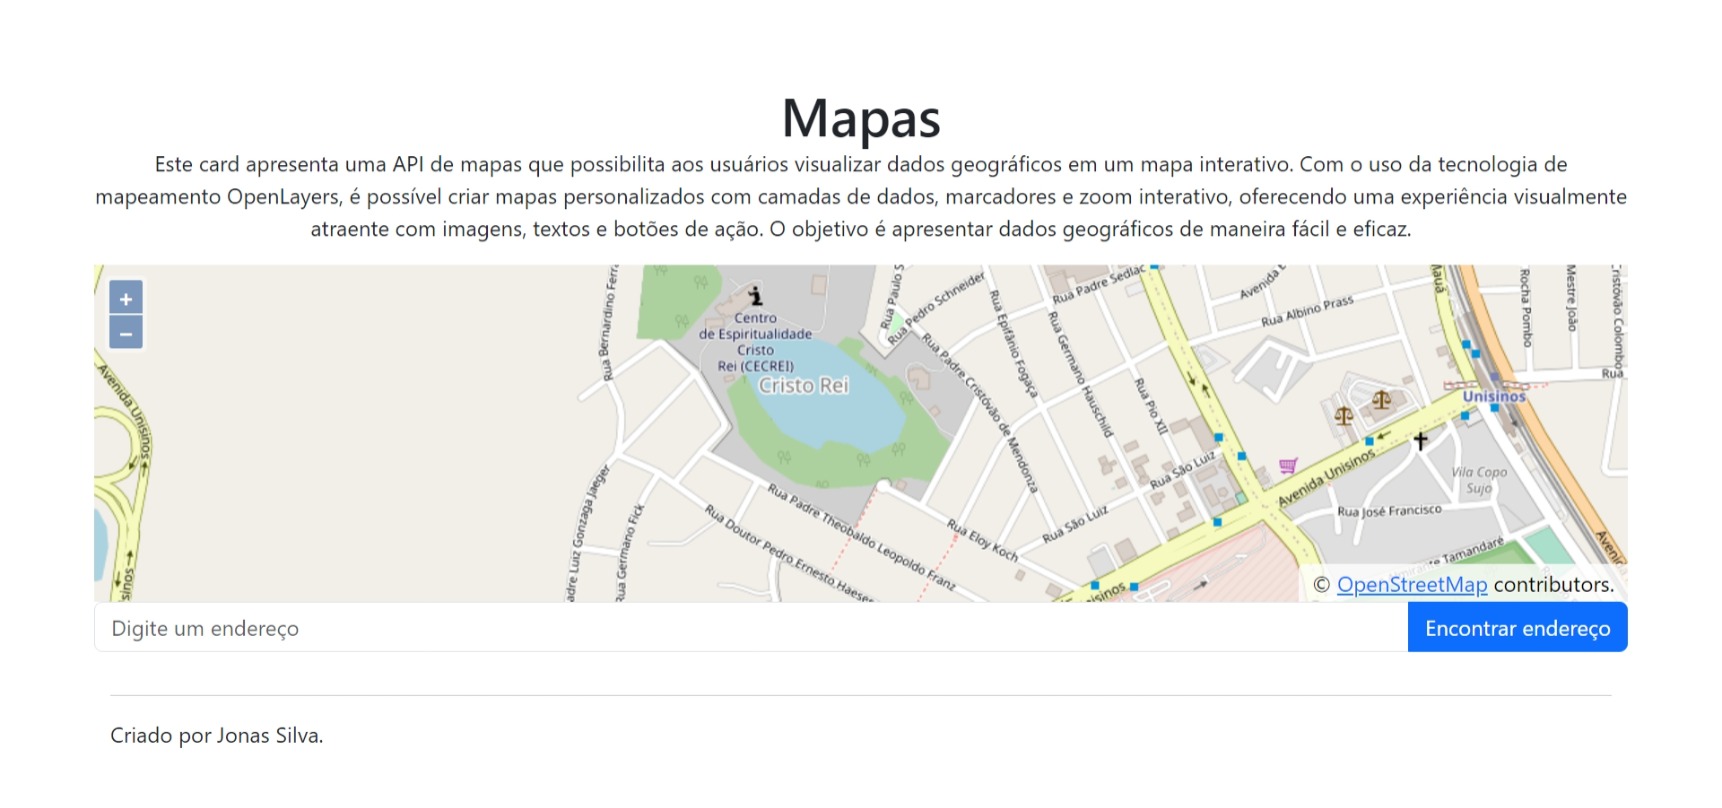 Mapas
Este card apresenta uma API de mapas que possibilita aos usuários visualizar dados geográficos em um mapa interativo. Com o uso da tecnologia de
mapeamento OpenLayers, é possível criar mapas personalizados com camadas de dados, marcadores e zoom interativo, oferecendo uma experiência visualmente
atraente com imagens, textos e botões de ação. O objetivo é apresentar dados geográficos de maneira fácil e eficaz.
+
−
Avenida Unisinos
sinos
Rua Bernardino Ferra
Centro
de Espiritualidade
Cristo
Rei (CECREI)
Cristo Rei
Rua Paulo S
Rua Pedro Schneider
Rua Padre Cristóvão de Mendonza
Rua Epifânio Fogaça
Rua Germano Hauschild
Rua Padre Sedlac
Rua Pio XII
Avenida
Rua Albino Prass
Mauá
Rocha Pombo
Mestre João
ristóvão Colombo
Rua
Unisinos
Avenida Unisinos
Vila Copo
Sujo
Rua José Francisco
Tamandaré
Aveni
Rua São Luiz
Rua São Luiz
Rua Eloy Koch
Rua Padre Theobaldo Leopoldo Franz
Rua Doutor Pedro Ernesto Haeser
adre Luiz Gonzaga Jaeger
Rua Germano Fick
isinos
© OpenStreetMap contributors.
Digite um endereço
Encontrar endereço
Criado por Jonas Silva.